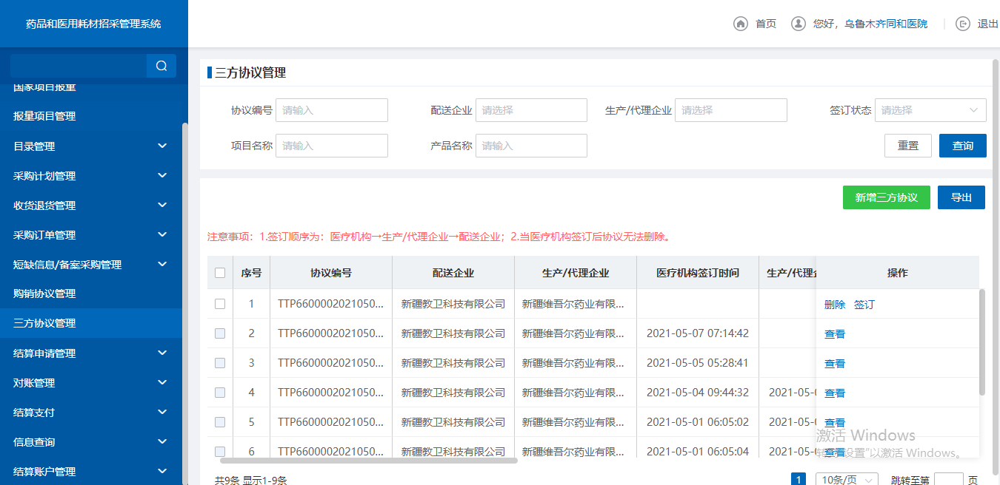 药品和医用耗材招采管理系统
首页 您好，乌鲁木齐同和医院 退出
国家项目报量
报量项目管理
目录管理
采购计划管理
收货退货管理
采购订单管理
短缺信息/备案采购管理
购销协议管理
三方协议管理
结算申请管理
对账管理
结算支付
信息查询
结算账户管理
三方协议管理
协议编号 请输入 配送企业 请选择 生产/代理企业 请选择 签订状态 请选择
项目名称 请输入 产品名称 请输入 重置 查询
新增三方协议 导出
注意事项：1.签订顺序为：医疗机构→生产/代理企业→配送企业；2.当医疗机构签订后协议无法删除。
序号 协议编号 配送企业 生产/代理企业 医疗机构签订时间 生产/代理企 操作
1 TTP6600002021050... 新疆教卫科技有限公司 新疆维吾尔药业有限... 删除 签订
2 TTP6600002021050... 新疆教卫科技有限公司 新疆维吾尔药业有限... 2021-05-07 07:14:42 查看
3 TTP6600002021050... 新疆教卫科技有限公司 新疆维吾尔药业有限... 2021-05-05 05:28:41 查看
4 TTP6600002021050... 新疆教卫科技有限公司 新疆维吾尔药业有限... 2021-05-04 09:44:32 2021-05-0 查看
5 TTP6600002021050... 新疆教卫科技有限公司 新疆维吾尔药业有限... 2021-05-01 06:05:02 2021-05-0 查看
6 TTP6600002021050... 新疆教卫科技有限公司 新疆维吾尔药业有限... 2021-05-01 06:05:04 2021-05-0 查看
激活 Windows
转到"设置"以激活 Windows。
共9条 显示1-9条 1 10条/页 跳转至第 页